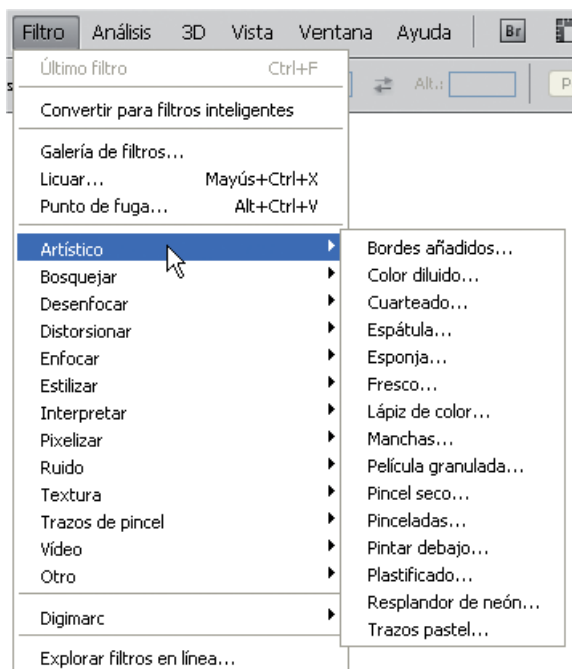 Filtro Análisis 3D Vista Ventana Ayuda Br
Último filtro Ctrl+F
Alt.:
Convertir para filtros inteligentes
Galería de filtros...
Licuar... Mayús+Ctrl+X
Punto de fuga... Alt+Ctrl+V
Artístico
Bosquejar
Desenfocar
Distorsionar
Enfocar
Estilizar
Interpretar
Pixelizar
Ruido
Textura
Trazos de pincel
Vídeo
Otro
Digimarc
Explorar filtros en línea...
Bordes añadidos...
Color diluido...
Cuarteado...
Espátula...
Esponja...
Fresco...
Lápiz de color...
Manchas...
Película granulada...
Pincel seco...
Pinceladas...
Pintar debajo...
Plastificado...
Resplandor de neón...
Trazos pastel...